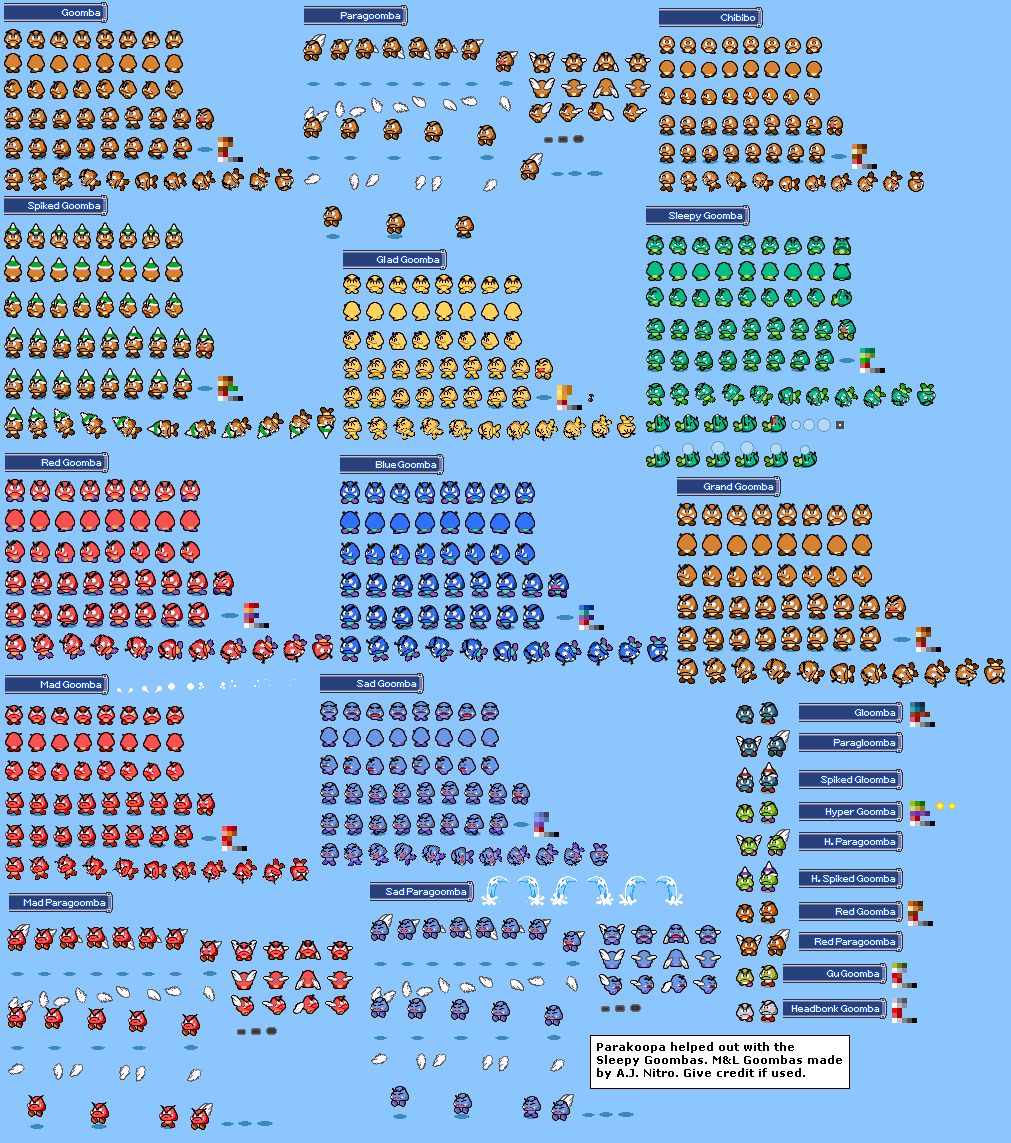 Goomba
Paragoomba
Chibibo
Spiked Goomba
Sleepy Goomba
Glad Goomba
Red Goomba
Blue Goomba
Grand Goomba
Mad Goomba
Sad Goomba
Gloomba
Paragloomba
Spiked Gloomba
Hyper Goomba
H. Paragoomba
H. Spiked Goomba
Mad Paragoomba
Sad Paragoomba
Red Goomba
Red Paragoomba
Gu Goomba
Headbonk Goomba
Parakoopa helped out with the
Sleepy Goombas. M&L Goombas made
by A.J. Nitro. Give credit if used.